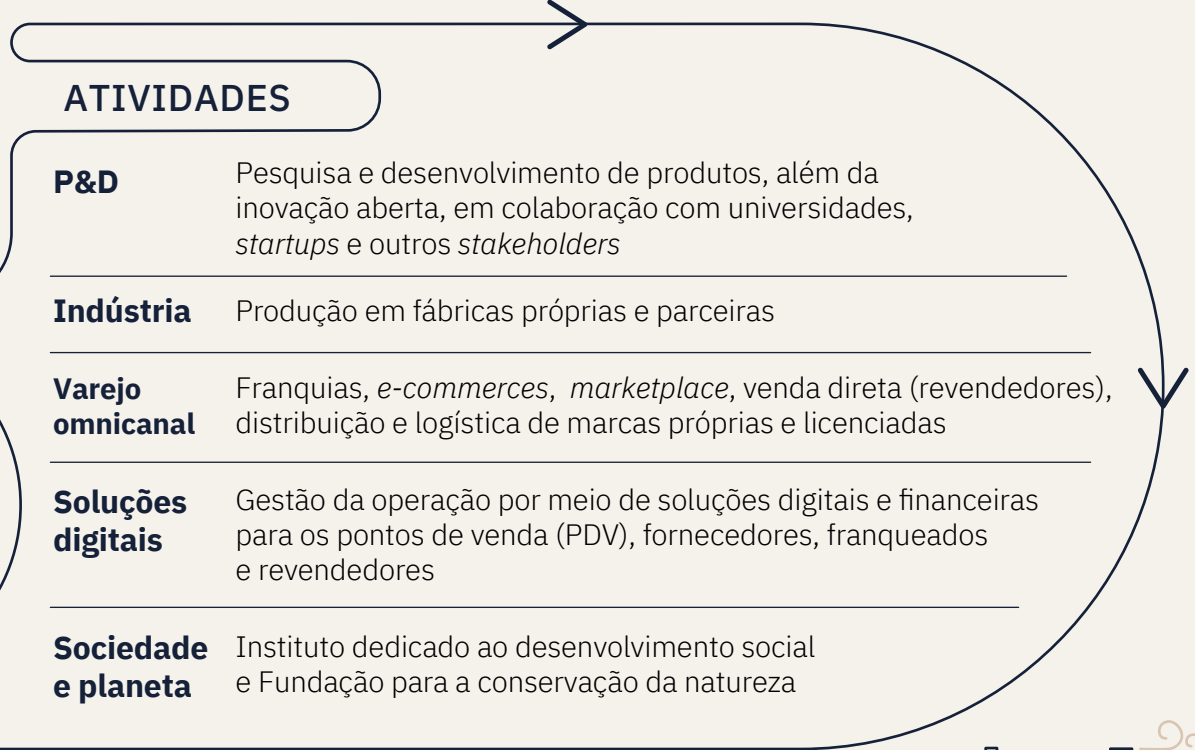 ATIVIDADES
P&D
Pesquisa e desenvolvimento de produtos, além da
inovação aberta, em colaboração com universidades,
startups e outros stakeholders
Indústria
Produção em fábricas próprias e parceiras
Varejo
omnicanal
Franquias, e-commerces, marketplace, venda direta (revendedores),
distribuição e logística de marcas próprias e licenciadas
Soluções
digitais
Gestão da operação por meio de soluções digitais e financeiras
para os pontos de venda (PDV), fornecedores, franqueados
e revendedores
Sociedade
e planeta
Instituto dedicado ao desenvolvimento social
e Fundação para a conservação da natureza